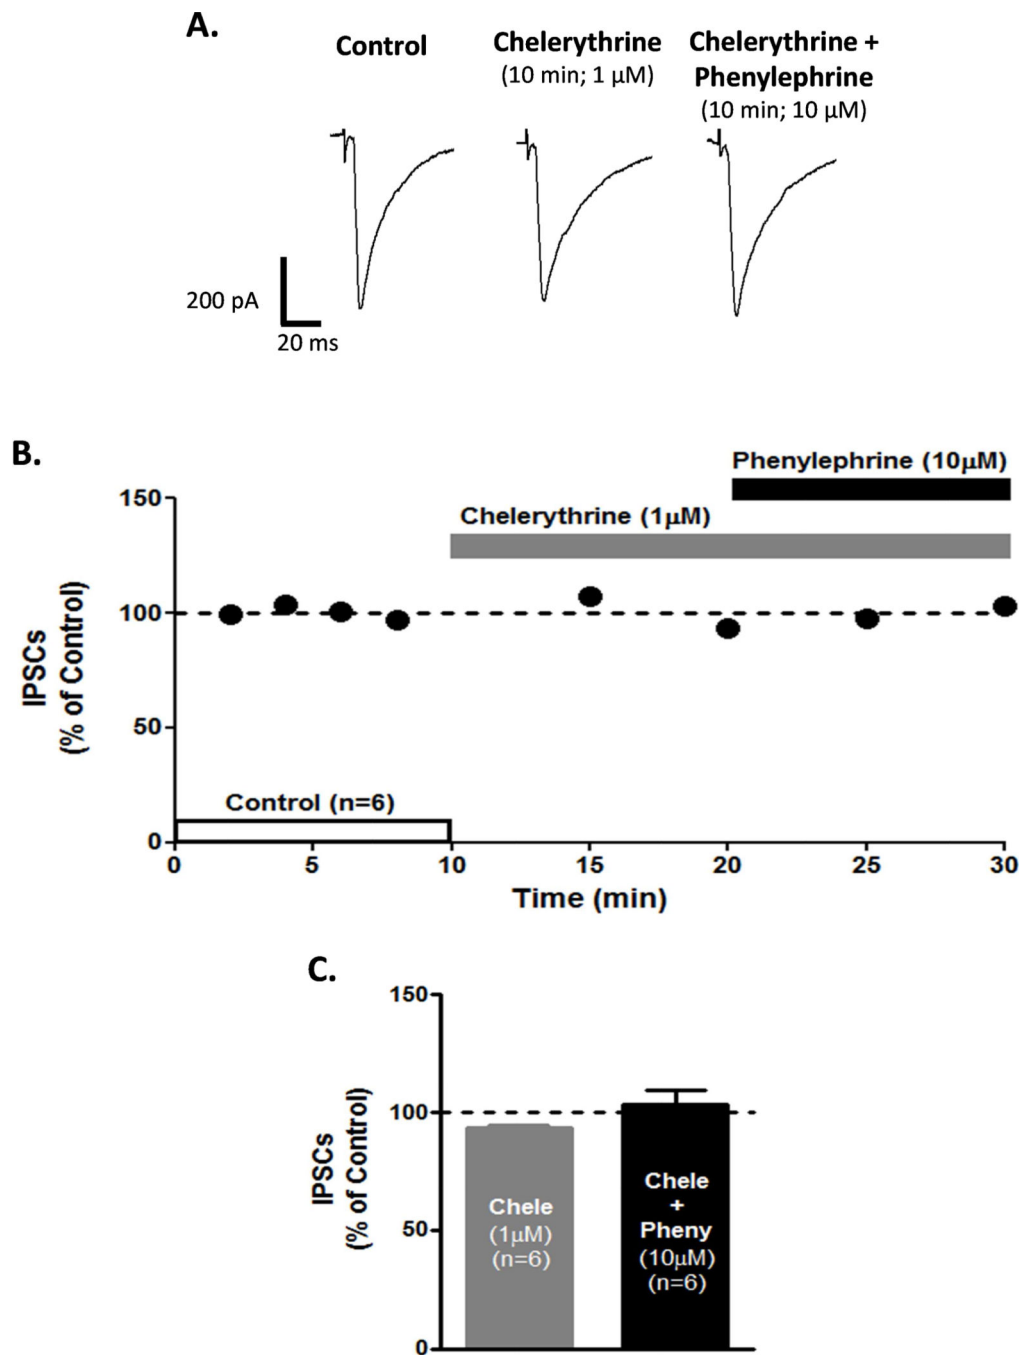 A.
Control
Chelerythrine
(10 min; 1 µM)
Chelerythrine +
Phenylephrine
(10 min; 10 µM)
200 pA
20 ms
B.
Phenylephrine (10µM)
Chelerythrine (1µM)
150
100
50
0
IPSCs
(% of Control)
Control (n=6)
0 5 10 15 20 25 30
Time (min)
C.
150
100
50
0
IPSCs
(% of Control)
Chele
(1µM)
(n=6)
Chele
+
Pheny
(10µM)
(n=6)